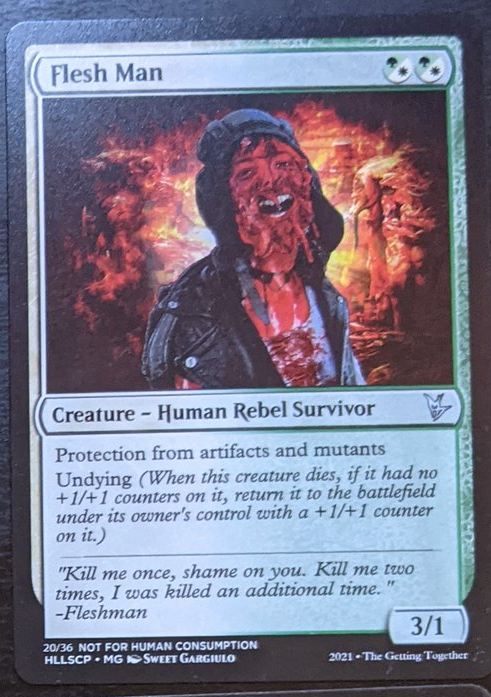 Flesh Man
Creature – Human Rebel Survivor
Protection from artifacts and mutants
Undying (When this creature dies, if it had no
+1/+1 counters on it, return it to the battlefield
under its owner's control with a +1/+1 counter
on it.)
"Kill me once, shame on you. Kill me two
times, I was killed an additional time. "
-Fleshman
3/1
20/36 NOT FOR HUMAN CONSUMPTION
HLLSCP • MG Sweet Gargiulo
2021 • The Getting Together